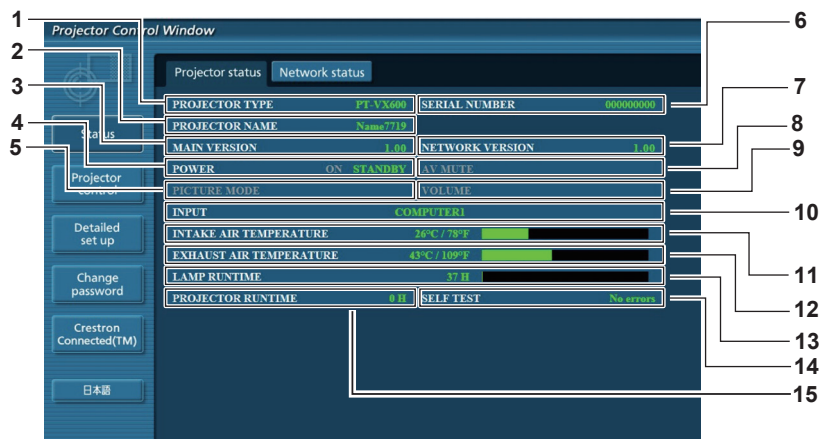 Projector Control Window
Projector status Network status
PROJECTOR TYPE PT-VX600 SERIAL NUMBER 000000000
PROJECTOR NAME Name7719
MAIN VERSION 1.00 NETWORK VERSION 1.00
POWER ON STANDBY AV MUTE
PICTURE MODE VOLUME
INPUT COMPUTER1
INTAKE AIR TEMPERATURE 26°C / 78°F
EXHAUST AIR TEMPERATURE 43°C / 109°F
LAMP RUNTIME 37 H
PROJECTOR RUNTIME 0 H SELF TEST No errors
Status
Projector
control
Detailed
set up
Change
password
Crestron
Connected(TM)
日本語
1
2
3
4
5
6
7
8
9
10
11
12
13
14
15